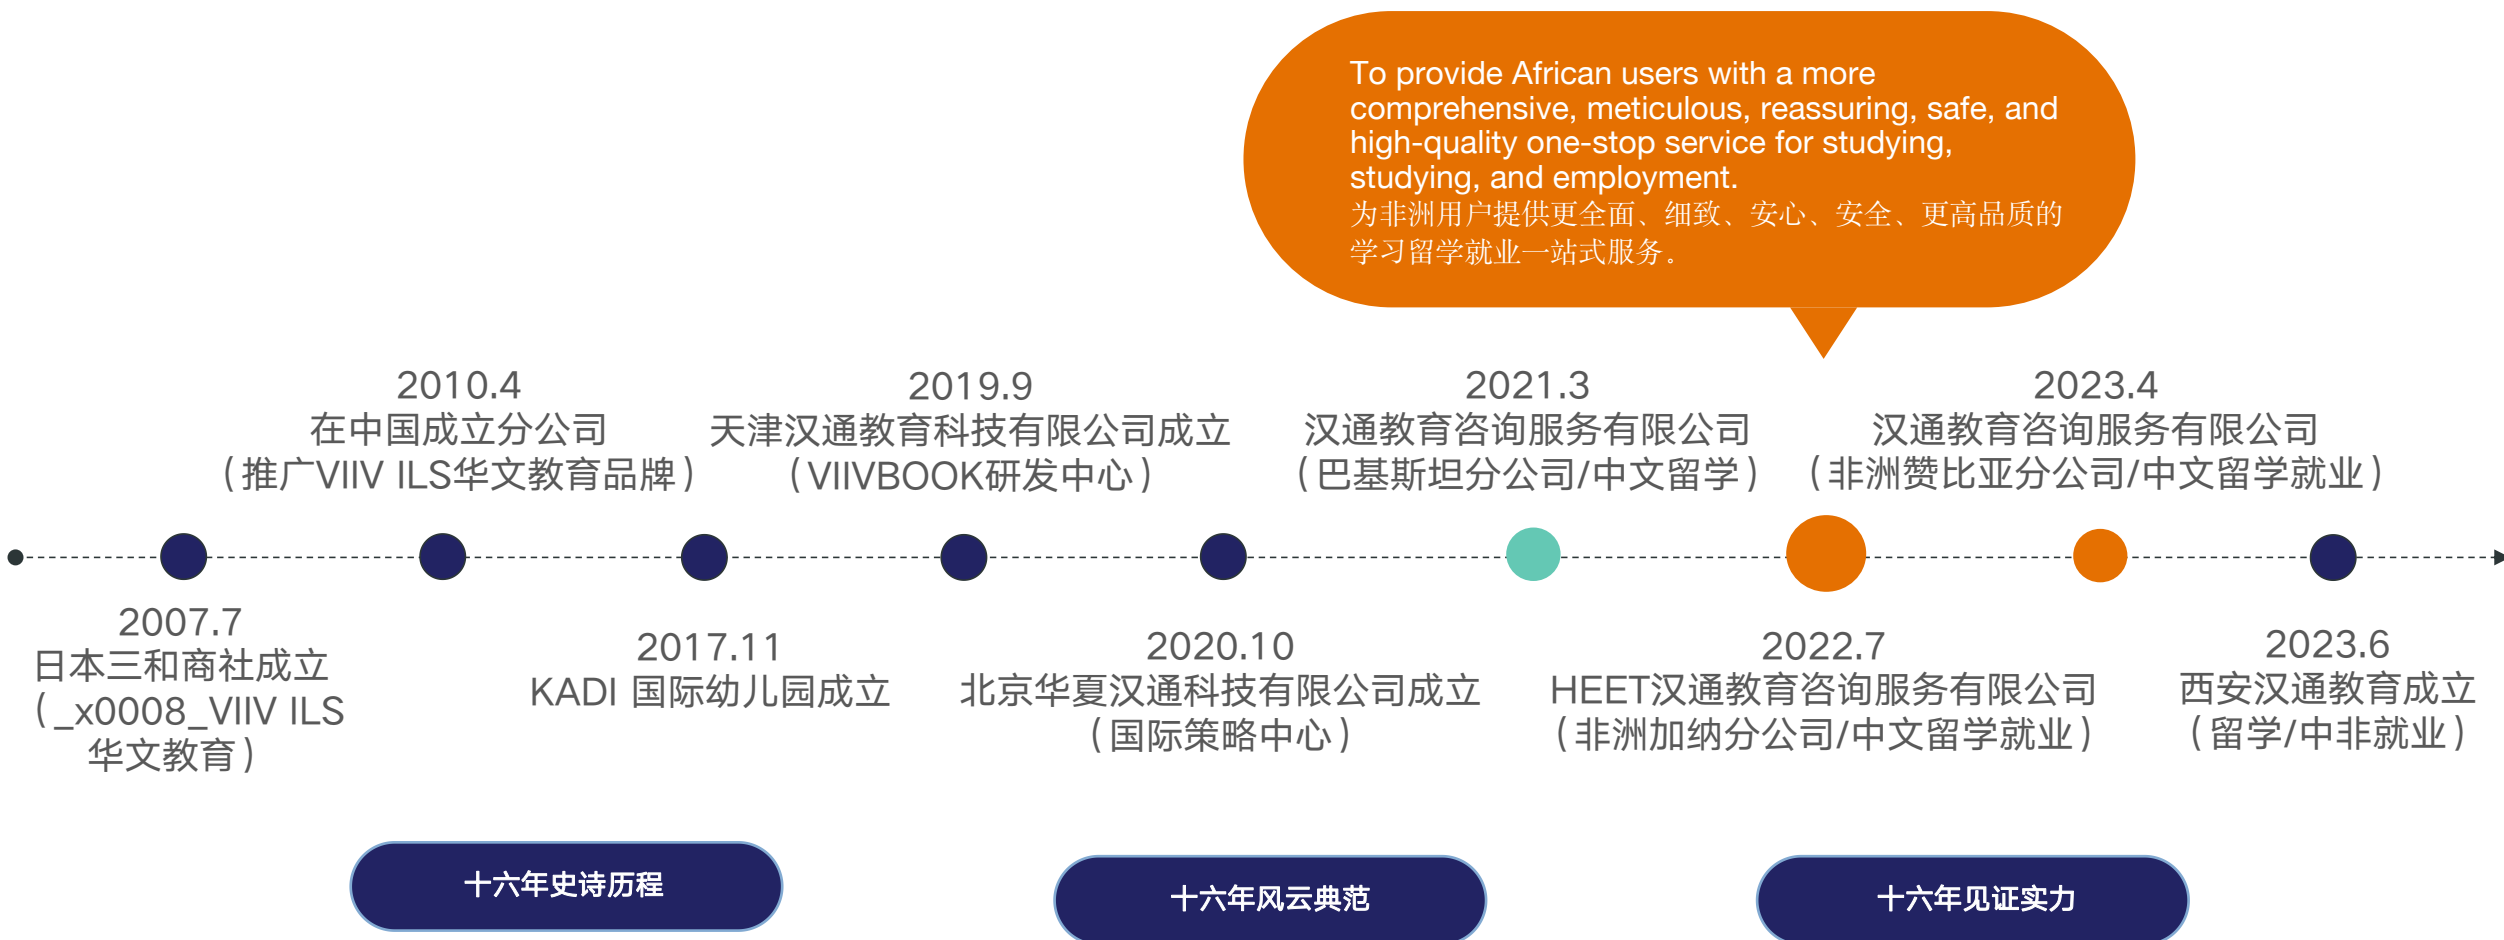 To provide African users with a more
comprehensive, meticulous, reassuring, safe, and
high-quality one-stop service for studying,
studying, and employment.
为非洲用户提供更全面、细致、安心、安全、更高品质的
学习留学就业一站式服务。
2010.4
在中国成立分公司
（推广VIIV ILS华文教育品牌）
2019.9
天津汉通教育科技有限公司成立
（VIIVBOOK研发中心）
2021.3
汉通教育咨询服务有限公司
（巴基斯坦分公司/中文留学）
2023.4
汉通教育咨询服务有限公司
（非洲赞比亚分公司/中文留学就业）
2007.7
日本三和商社成立
（_x0008_VIIV ILS
华文教育）
2017.11
KADI 国际幼儿园成立
2020.10
北京华夏汉通科技有限公司成立
（国际策略中心）
2022.7
HEET汉通教育咨询服务有限公司
（非洲加纳分公司/中文留学就业）
2023.6
西安汉通教育成立
（留学/中非就业）
十六年史诗历程
十六年风云典范
十六年见证实力